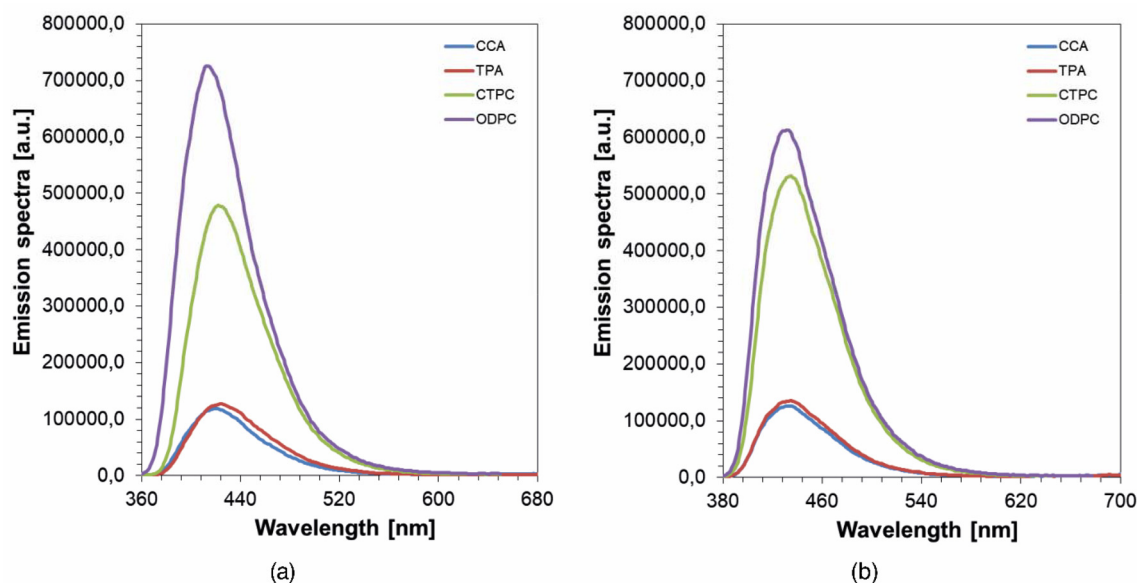 800000,0
700000,0
600000,0
500000,0
400000,0
300000,0
200000,0
100000,0
0,0
Emission spectra [a.u.]
CCA
TPA
CTPC
ODPC
360 440 520 600 680
Wavelength [nm]
(a)
800000,0
700000,0
600000,0
500000,0
400000,0
300000,0
200000,0
100000,0
0,0
Emission spectra [a.u.]
CCA
TPA
CTPC
ODPC
380 460 540 620 700
Wavelength [nm]
(b)